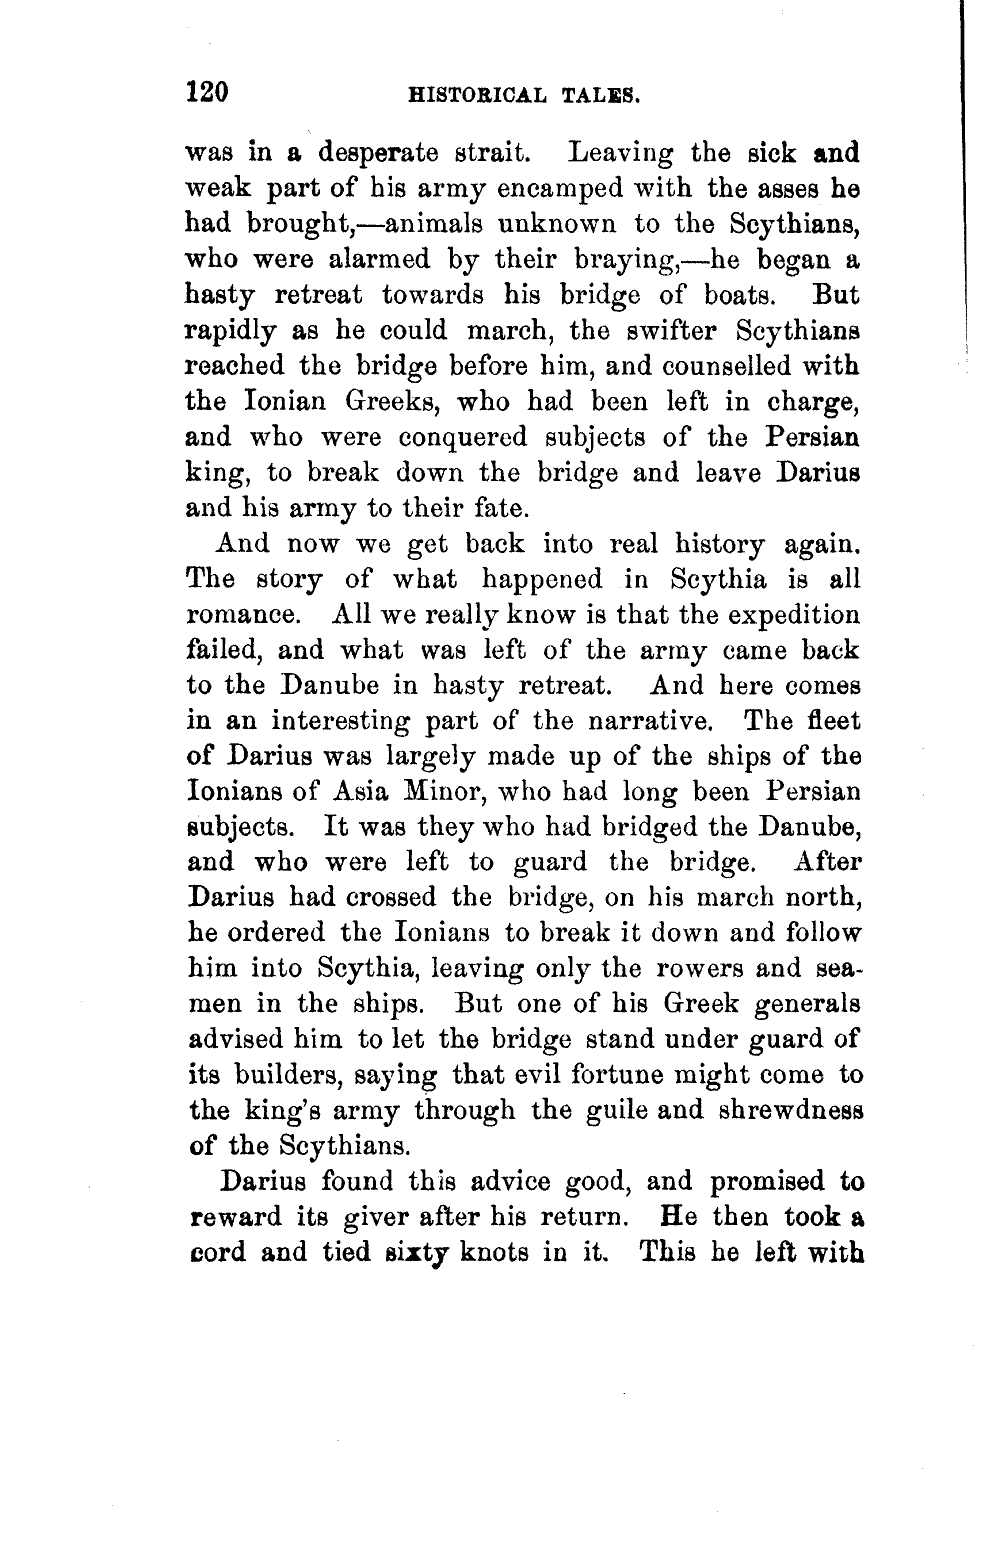 120 HISTORICAL TALES.
was in a desperate strait. Leaving the sick and
weak part of his army encamped with the asses he
had brought,—animals unknown to the Scythians,
who were alarmed by their braying,—he began a
hasty retreat towards his bridge of boats. But
rapidly as he could march, the swifter Scythians
reached the bridge before him, and counselled with
the Ionian Greeks, who had been left in charge,
and who were conquered subjects of the Persian
king, to break down the bridge and leave Darius
and his army to their fate.
And now we get back into real history again.
The story of what happened in Scythia is all
romance. All we really know is that the expedition
failed, and what was left of the army came back
to the Danube in hasty retreat. And here comes
in an interesting part of the narrative. The fleet
of Darius was largely made up of the ships of the
Ionians of Asia Minor, who had long been Persian
subjects. It was they who had bridged the Danube,
and who were left to guard the bridge. After
Darius had crossed the bridge, on his march north,
he ordered the Ionians to break it down and follow
him into Scythia, leaving only the rowers and sea-
men in the ships. But one of his Greek generals
advised him to let the bridge stand under guard of
its builders, saying that evil fortune might come to
the king's army through the guile and shrewdness
of the Scythians.
Darius found this advice good, and promised to
reward its giver after his return. He then took a
cord and tied sixty knots in it. This he left with